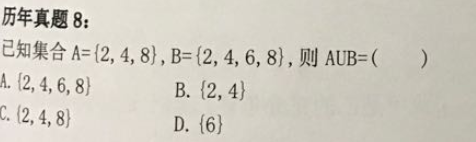 历年真题 8：
已知集合 A={2, 4, 8}, B={2, 4, 6, 8}, 则 AUB=(      )
A. {2, 4, 6, 8}    B. {2, 4}
C. {2, 4, 8}    D. {6}